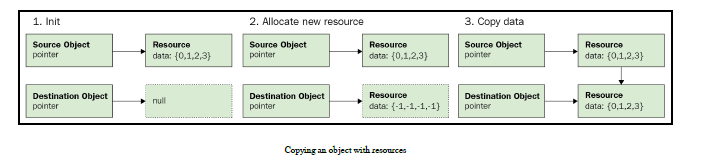 1. Init
Source Object
pointer
Resource
data: {0,1,2,3}
Destination Object
pointer
null
2. Allocate new resource
Source Object
pointer
Resource
data: {0,1,2,3}
Destination Object
pointer
Resource
data: {-1,-1,-1,-1}
3. Copy data
Source Object
pointer
Resource
data: {0,1,2,3}
Destination Object
pointer
Resource
data: {0,1,2,3}
Copying an object with resources